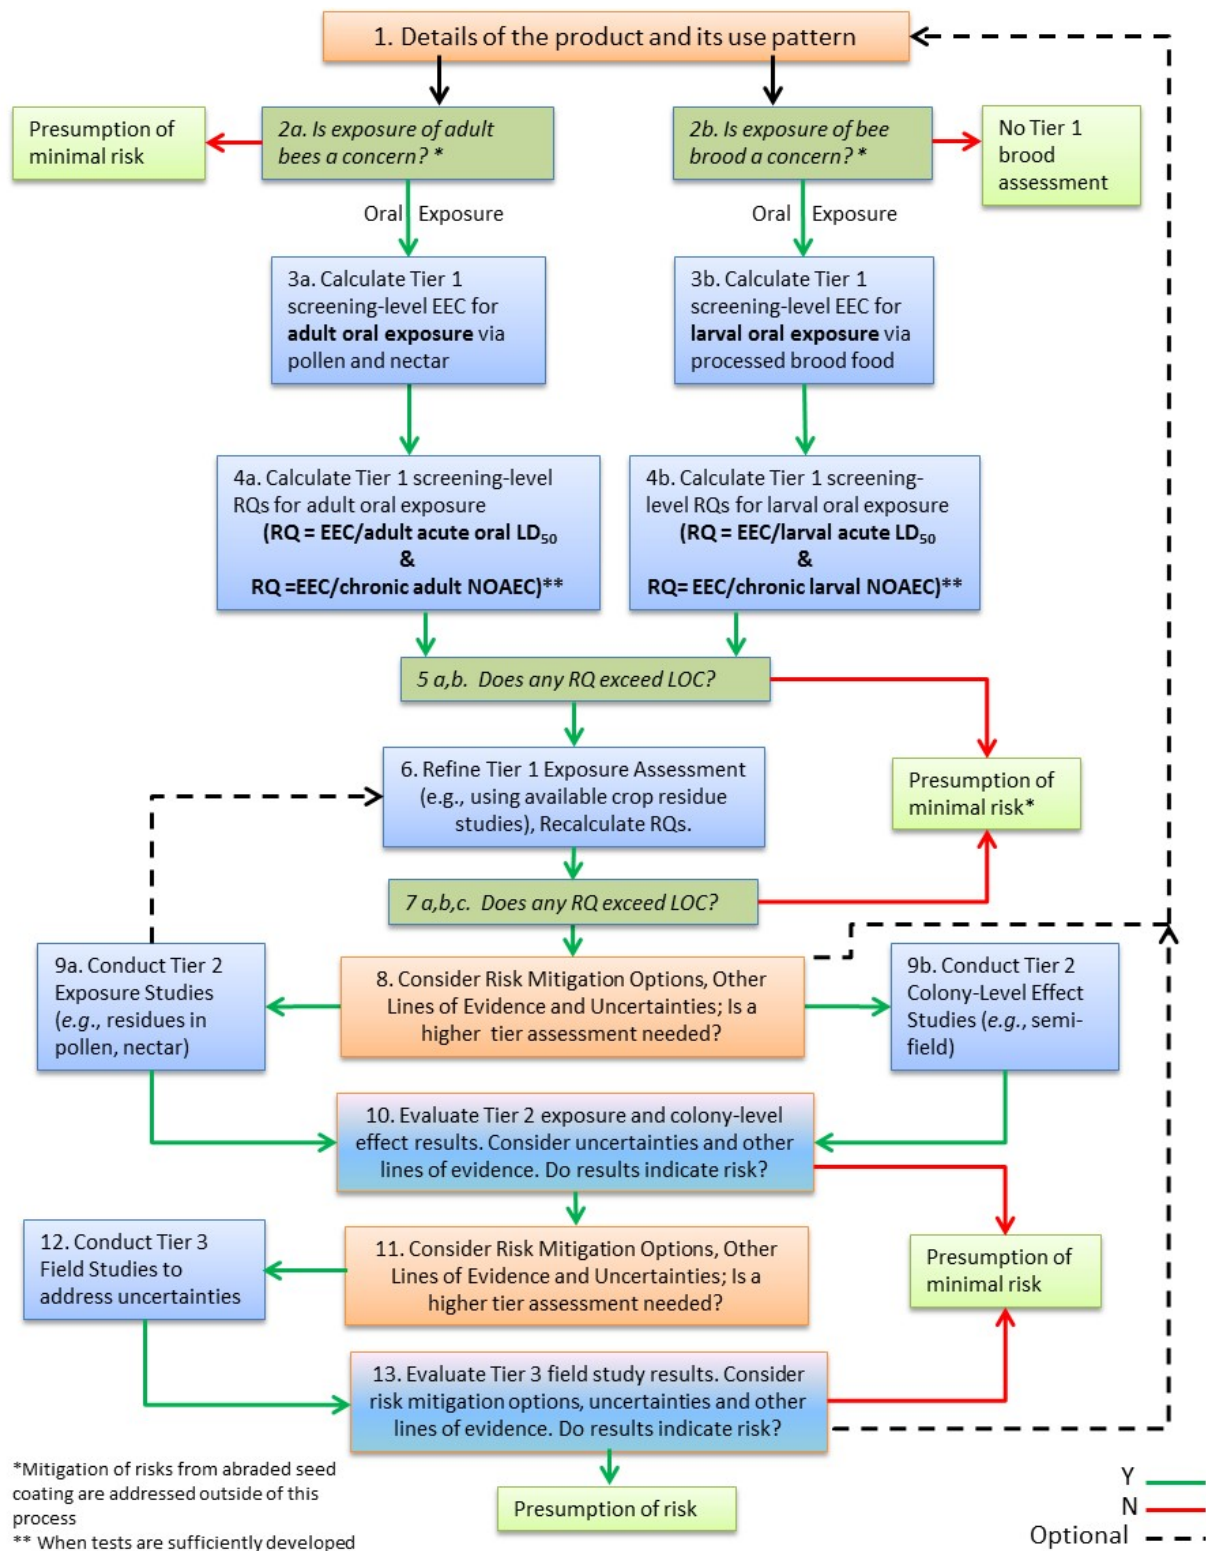 1. Details of the product and its use pattern
Presumption of
minimal risk
2a. Is exposure of adult
bees a concern? *
2b. Is exposure of bee
brood a concern? *
No Tier 1
brood
assessment
Oral Exposure
Oral Exposure
3a. Calculate Tier 1
screening-level EEC for
adult oral exposure via
pollen and nectar
3b. Calculate Tier 1
screening-level EEC for
larval oral exposure via
processed brood food
4a. Calculate Tier 1 screening-level
RQs for adult oral exposure
(RQ = EEC/adult acute oral LD50
&
RQ =EEC/chronic adult NOAEC)**
4b. Calculate Tier 1 screening-
level RQs for larval oral exposure
(RQ = EEC/larval acute LD50
&
RQ= EEC/chronic larval NOAEC)**
5 a,b. Does any RQ exceed LOC?
6. Refine Tier 1 Exposure Assessment
(e.g., using available crop residue
studies), Recalculate RQs.
Presumption of
minimal risk*
7 a,b,c. Does any RQ exceed LOC?
9a. Conduct Tier 2
Exposure Studies
(e.g., residues in
pollen, nectar)
8. Consider Risk Mitigation Options, Other
Lines of Evidence and Uncertainties; Is a
higher tier assessment needed?
9b. Conduct Tier 2
Colony-Level Effect
Studies (e.g., semi-
field)
10. Evaluate Tier 2 exposure and colony-level
effect results. Consider uncertainties and other
lines of evidence. Do results indicate risk?
12. Conduct Tier 3
Field Studies to
address uncertainties
11. Consider Risk Mitigation Options, Other
Lines of Evidence and Uncertainties; Is a
higher tier assessment needed?
Presumption of
minimal risk
13. Evaluate Tier 3 field study results. Consider
risk mitigation options, uncertainties and other
lines of evidence. Do results indicate risk?
*Mitigation of risks from abraded seed
coating are addressed outside of this
process
** When tests are sufficiently developed
Presumption of risk
Y
N
Optional